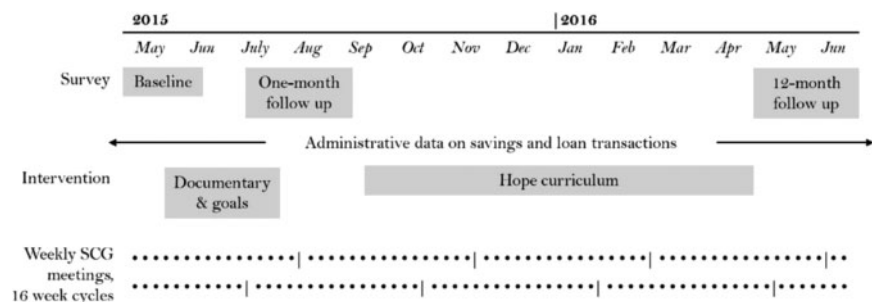 2015 | 2016
May Jun July Aug Sep Oct Nov Dec Jan Feb Mar Apr May Jun
Survey
Baseline
One-month
follow up
12-month
follow up
Administrative data on savings and loan transactions
Intervention
Documentary
& goals
Hope curriculum
Weekly SCG
meetings,
16 week cycles